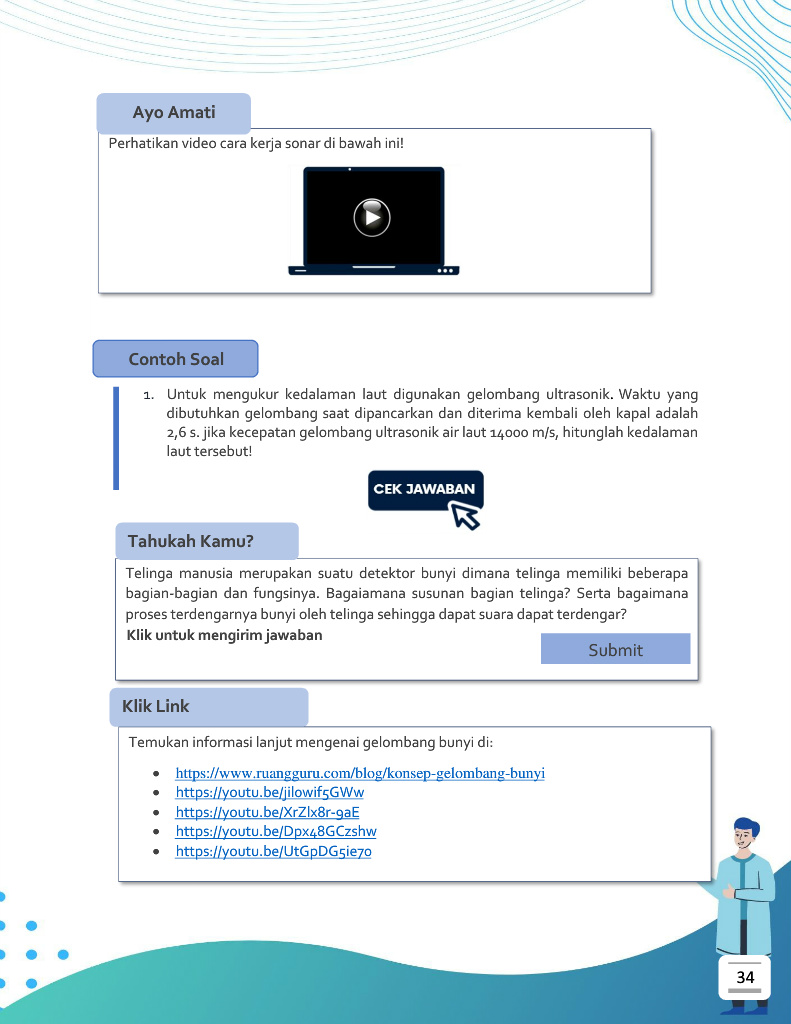 Ayo Amati
Perhatikan video cara kerja sonar di bawah ini!
Contoh Soal
1. Untuk mengukur kedalaman laut digunakan gelombang ultrasonik. Waktu yang
dibutuhkan gelombang saat dipancarkan dan diterima kembali oleh kapal adalah
2,6 s. jika kecepatan gelombang ultrasonik air laut 14000 m/s, hitunglah kedalaman
laut tersebut!
CEK JAWABAN
Tahukah Kamu?
Telinga manusia merupakan suatu detektor bunyi dimana telinga memiliki beberapa
bagian-bagian dan fungsinya. Bagaiamana susunan bagian telinga? Serta bagaimana
proses terdengarnya bunyi oleh telinga sehingga dapat suara dapat terdengar?
Klik untuk mengirim jawaban
Submit
Klik Link
Temukan informasi lanjut mengenai gelombang bunyi di:
• https://www.ruangguru.com/blog/konsep-gelombang-bunyi
• https://youtu.be/jilowif5GWw
• https://youtu.be/XrZlx8r-9aE
• https://youtu.be/Dpx48GCzshw
• https://youtu.be/UtGpDG5ie70
34